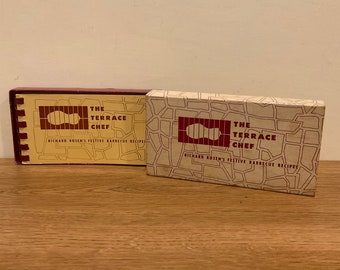 THE
TERRACE
CHEF
RICHARD ROSEN'S FESTIVE BARBECUE RECIPES
THE
TERRACE
CHEF
RICHARD ROSEN'S FESTIVE BARBECUE RECIPES